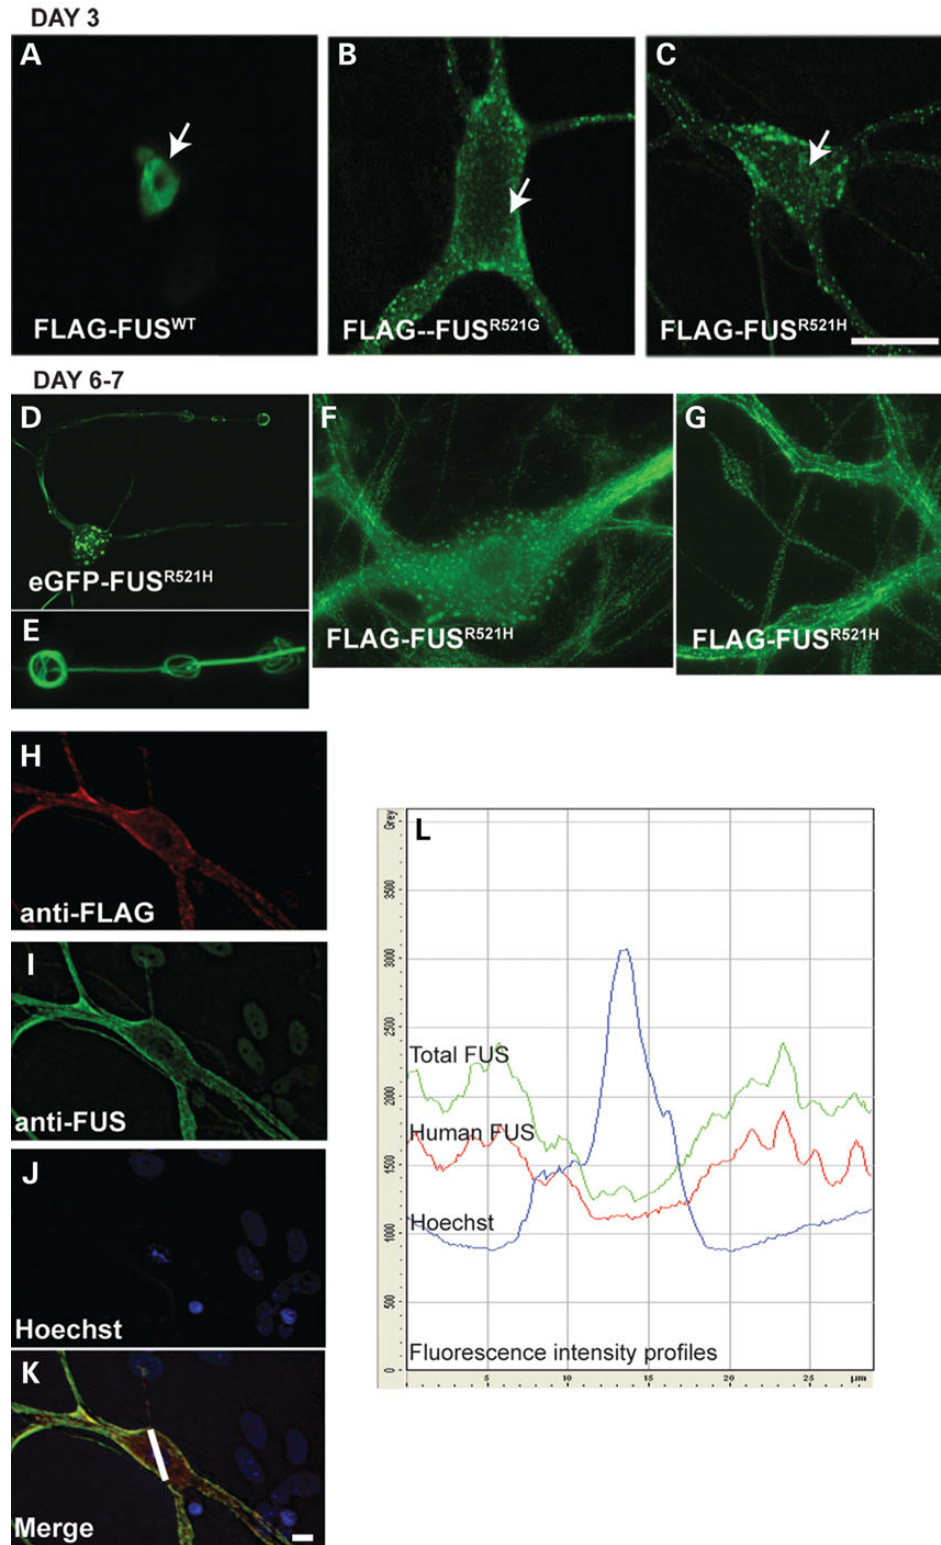 DAY 3
A
B
C
FLAG-FUSWT
FLAG--FUSR521G
FLAG-FUSR521H
DAY 6-7
D
F
G
eGFP-FUSR521H
E
FLAG-FUSR521H
FLAG-FUSR521H
H
anti-FLAG
I
anti-FUS
J
Hoechst
K
Merge
L
Grey
3500
3000
2500
Total FUS
2000
Human FUS
1500
Hoechst
1000
500
Fluorescence intensity profiles
0
5 10 15 20 25 µm